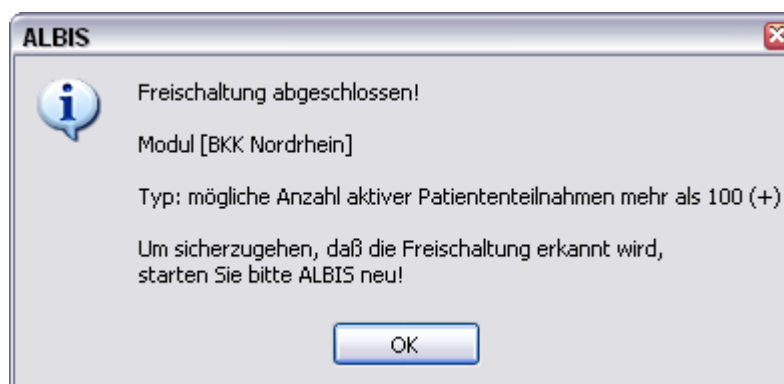 ALBIS
Freischaltung abgeschlossen!
Modul [BKK Nordrhein]
Typ: mögliche Anzahl aktiver Patiententeilnahmen mehr als 100 (+)
Um sicherzugehen, daß die Freischaltung erkannt wird,
starten Sie bitte ALBIS neu!
OK